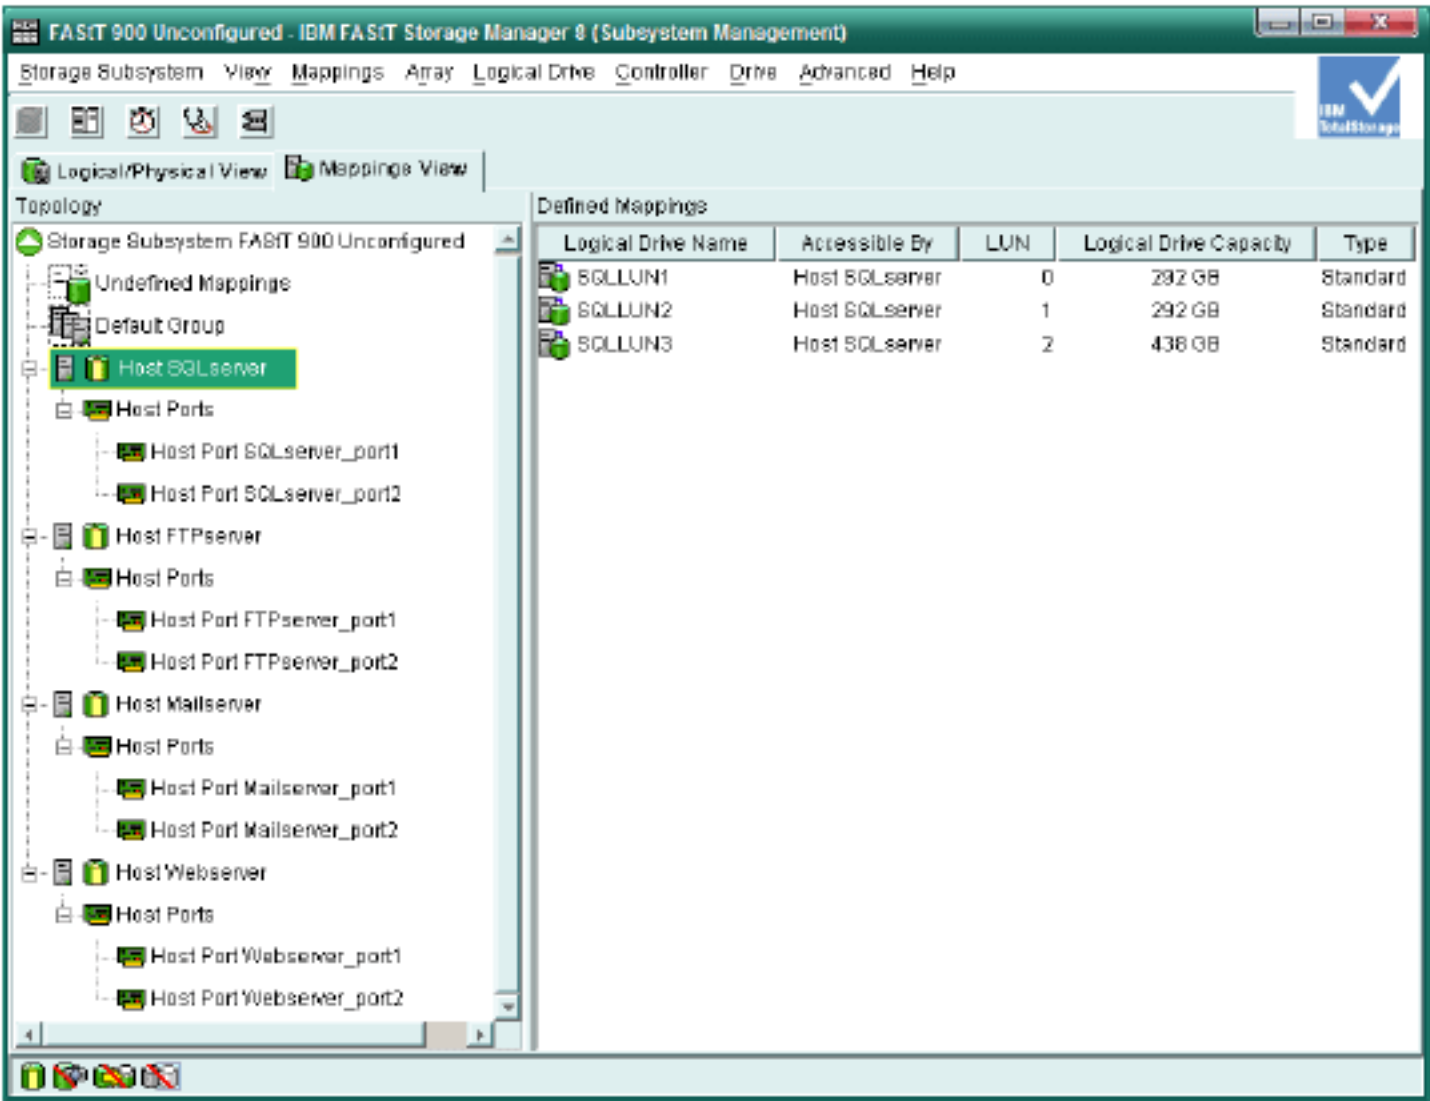 FAStT 900 Unconfigured - IBM FAStT Storage Manager 8 (Subsystem Management)
Storage Subsystem View Mappings Array Logical Drive Controller Drive Advanced Help
IBM
TotalStorage
Logical/Physical View Mappings View
Topology
Storage Subsystem FAStT 900 Unconfigured
Undefined Mappings
Default Group
Host SQLserver
Host Ports
Host Port SQLserver_port1
Host Port SQLserver_port2
Host FTPserver
Host Ports
Host Port FTPserver_port1
Host Port FTPserver_port2
Host Mailserver
Host Ports
Host Port Mailserver_port1
Host Port Mailserver_port2
Host Webserver
Host Ports
Host Port Webserver_port1
Host Port Webserver_port2
Defined Mappings
Logical Drive Name Accessible By LUN Logical Drive Capacity Type
SQLLUN1 Host SQLserver 0 292 GB Standard
SQLLUN2 Host SQLserver 1 292 GB Standard
SQLLUN3 Host SQLserver 2 438 GB Standard